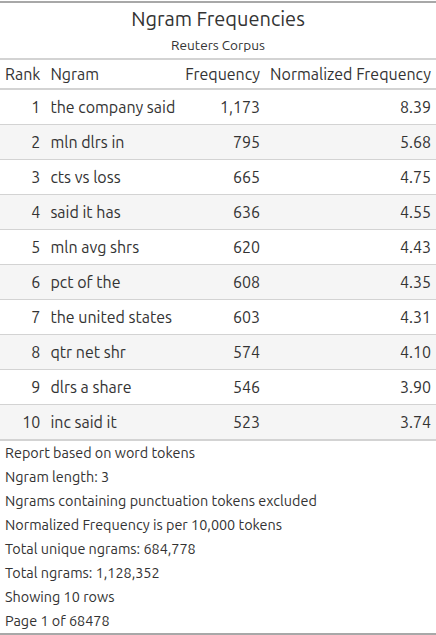 Ngram Frequencies
Reuters Corpus
Rank Ngram Frequency Normalized Frequency
1 the company said 1,173 8.39
2 mln dlrs in 795 5.68
3 cts vs loss 665 4.75
4 said it has 636 4.55
5 mln avg shrs 620 4.43
6 pct of the 608 4.35
7 the united states 603 4.31
8 qtr net shr 574 4.10
9 dlrs a share 546 3.90
10 inc said it 523 3.74
Report based on word tokens
Ngram length: 3
Ngrams containing punctuation tokens excluded
Normalized Frequency is per 10,000 tokens
Total unique ngrams: 684,778
Total ngrams: 1,128,352
Showing 10 rows
Page 1 of 68478